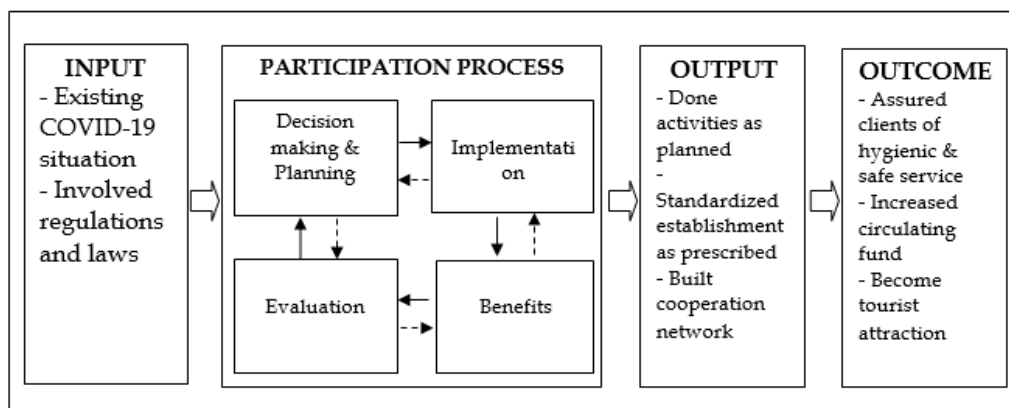 INPUT
- Existing
COVID-19
situation
- Involved
regulations
and laws
PARTICIPATION PROCESS
Decision
making &
Planning
Implementati
on
Evaluation
Benefits
OUTPUT
- Done
activities as
planned
-
Standardized
establishment
as prescribed
- Built
cooperation
network
OUTCOME
- Assured
clients of
hygienic &
safe service
- Increased
circulating
fund
- Become
tourist
attraction